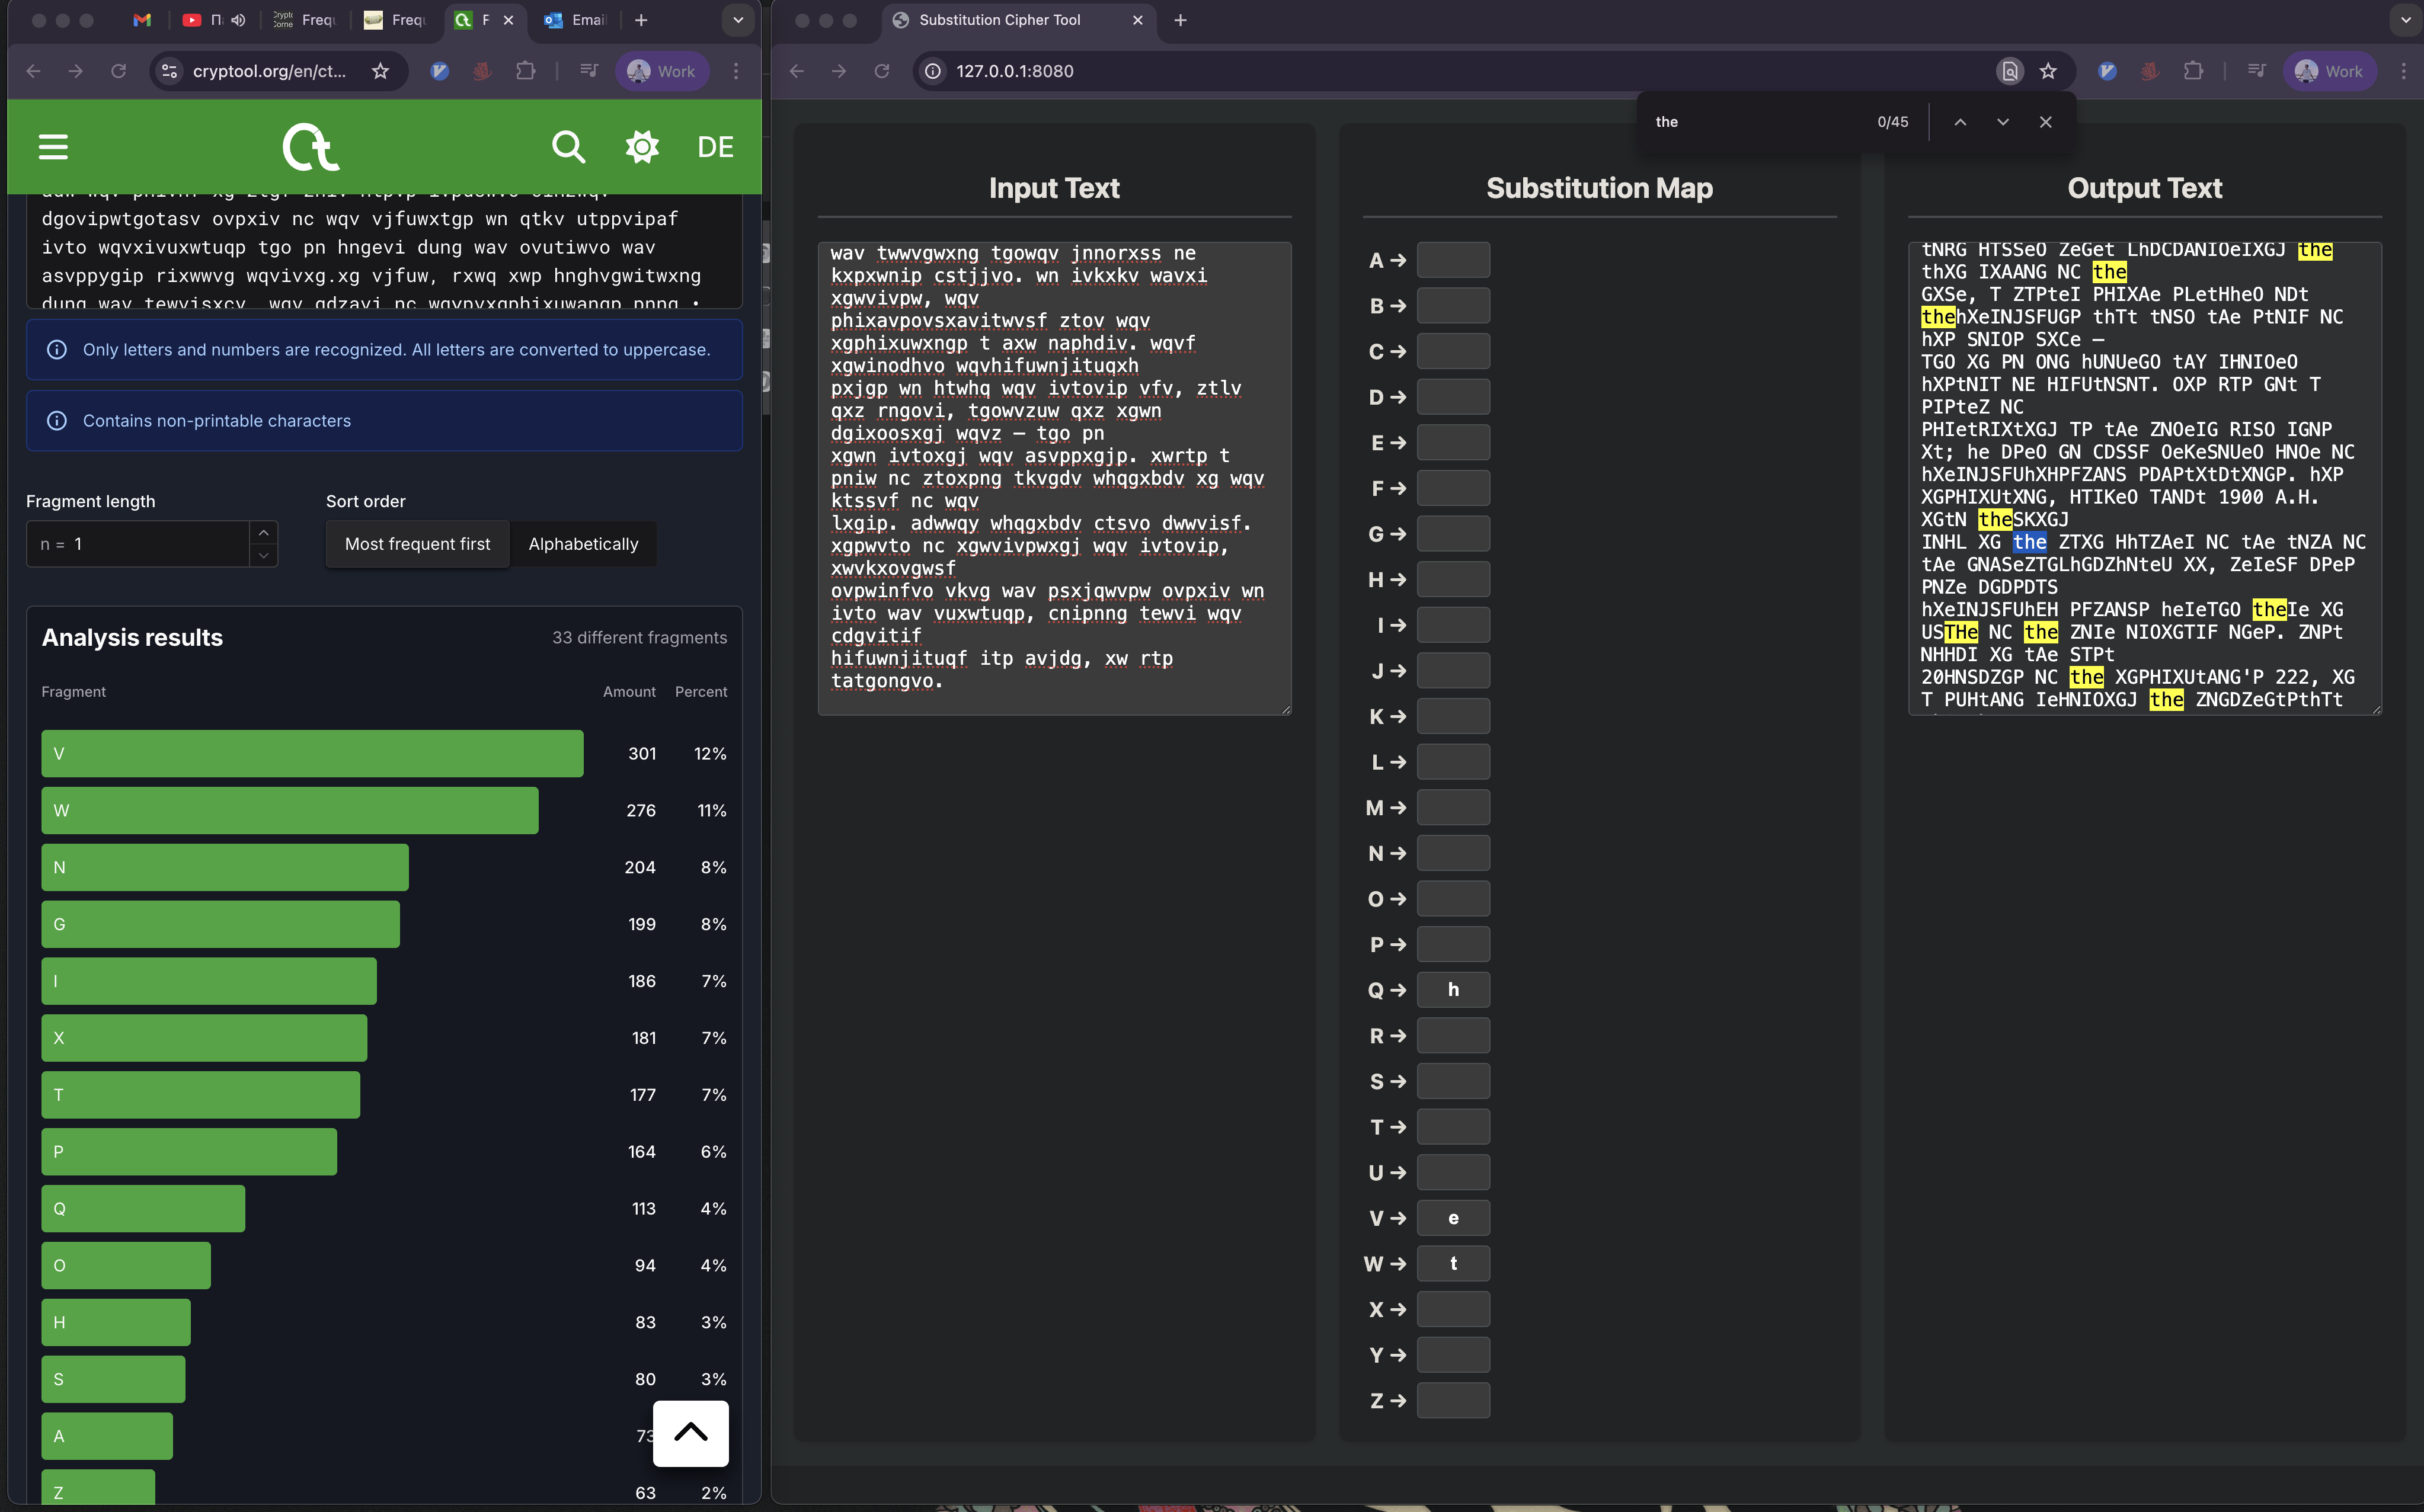 П
Frequ
Frequ
F
Emai
cryptool.org/en/ct...
Work
DE
dgovipwtgotasv ovpxiv nc wqv vjfuwxtgp wn qtkv utppvipaf
ivto wqvxivuxwtuqp tgo pn hngevi dung wav ovutiwvo wav
asvppygip rixwwvg wqvivxg.xg vjfuw, rxwq xwp hnghvgwitwxng
dung wav tewvisxcy. wqv gdzavi nc wqvpvxgphixuwangp pnng •
Only letters and numbers are recognized. All letters are converted to uppercase.
Contains non-printable characters
Fragment length
Sort order
n = 1
Most frequent first
Alphabetically
Analysis results
33 different fragments
Fragment
Amount
Percent
V 301 12%
W 276 11%
N 204 8%
G 199 8%
I 186 7%
X 181 7%
T 177 7%
P 164 6%
Q 113 4%
O 94 4%
H 83 3%
S 80 3%
A 73
Z 63 2%
Substitution Cipher Tool
127.0.0.1:8080
Work
the
0/45
Input Text
wav twwvgwxng tgowqv jnnorxss ne
kxpxwnip cstjjvo. wn ivkxkv wavxi
xgwvivpw, wqv
phixavpovsxavitwvsf ztov wqv
xgphixuwxngp t axw naphdiv. wqvf
xgwinodhvo wqvhifuwnjituqxh
pxjgp wn htwhq wqv ivtovip vfv, ztlv
qxz rngovi, tgowvzuw qxz xgwn
dgixoosxgj wqvz – tgo pn
xgwn ivtoxgj wqv asvppxgjp. xwrtp t
pniw nc ztoxpng tkvgdv whqgxbdv xg wqv
ktssvf nc wqv
lxgip. adwwqy whqgxbdv ctsvo dwwvisf.
xgpwvto nc xgwvivpwxgj wqv ivtovip,
xwvkxovgwsf
ovpwinfvo vkvg wav psxjqwvpw ovpxiv wn
ivto wav vuxwtuqp, cnipnng tewvi wqv
cdgvitif
hifuwnjituqf itp avjdg, xw rtp
tatgongvo.
Substitution Map
A →
B →
C →
D →
E →
F →
G →
H →
I →
J →
K →
L →
M →
N →
O →
P →
Q → h
R →
S →
T →
U →
V → e
W → t
X →
Y →
Z →
Output Text
tNRG HTSSeO ZeGet LhDCDANIOeIXGJ the
thXG IXAANG NC the
GXSe, T ZTPteI PHIXAe PLetHheO NDt
thehXeINJSFUGP thTt tNSO tAe PtNIF NC
hXP SNIOP SXCe –
TGO XG PN ONG hUNUeGO tAY IHNIOeO
hXPtNIT NE HIFUtNSNT. OXP RTP GNt T
PIPteZ NC
PHIetRIXtXGJ TP tAe ZNOeIG RISO IGNP
Xt; he DPeO GN CDSSF OeKeSNUeO HNOe NC
hXeINJSFUhXHPFZANS PDAPtXtDtXNGP. hXP
XGPHIXUtXNG, HTIKeO TANDt 1900 A.H.
XGtN theSKXGJ
INHL XG the ZTXG HhTZAeI NC tAe tNZA NC
tAe GNASeZTGLhGDZhNteU XX, ZeIeSF DPeP
PNZe DGDPDTS
hXeINJSFUhEH PFZANSP heIeTGO theIe XG
USTHe NC the ZNIe NIOXGTIF NGeP. ZNPt
NHHDI XG tAe STPt
20HNSDZGP NC the XGPHIXUtANG'P 222, XG
T PUHtANG IeHNIOXGJ the ZNGDZeGtPthTt